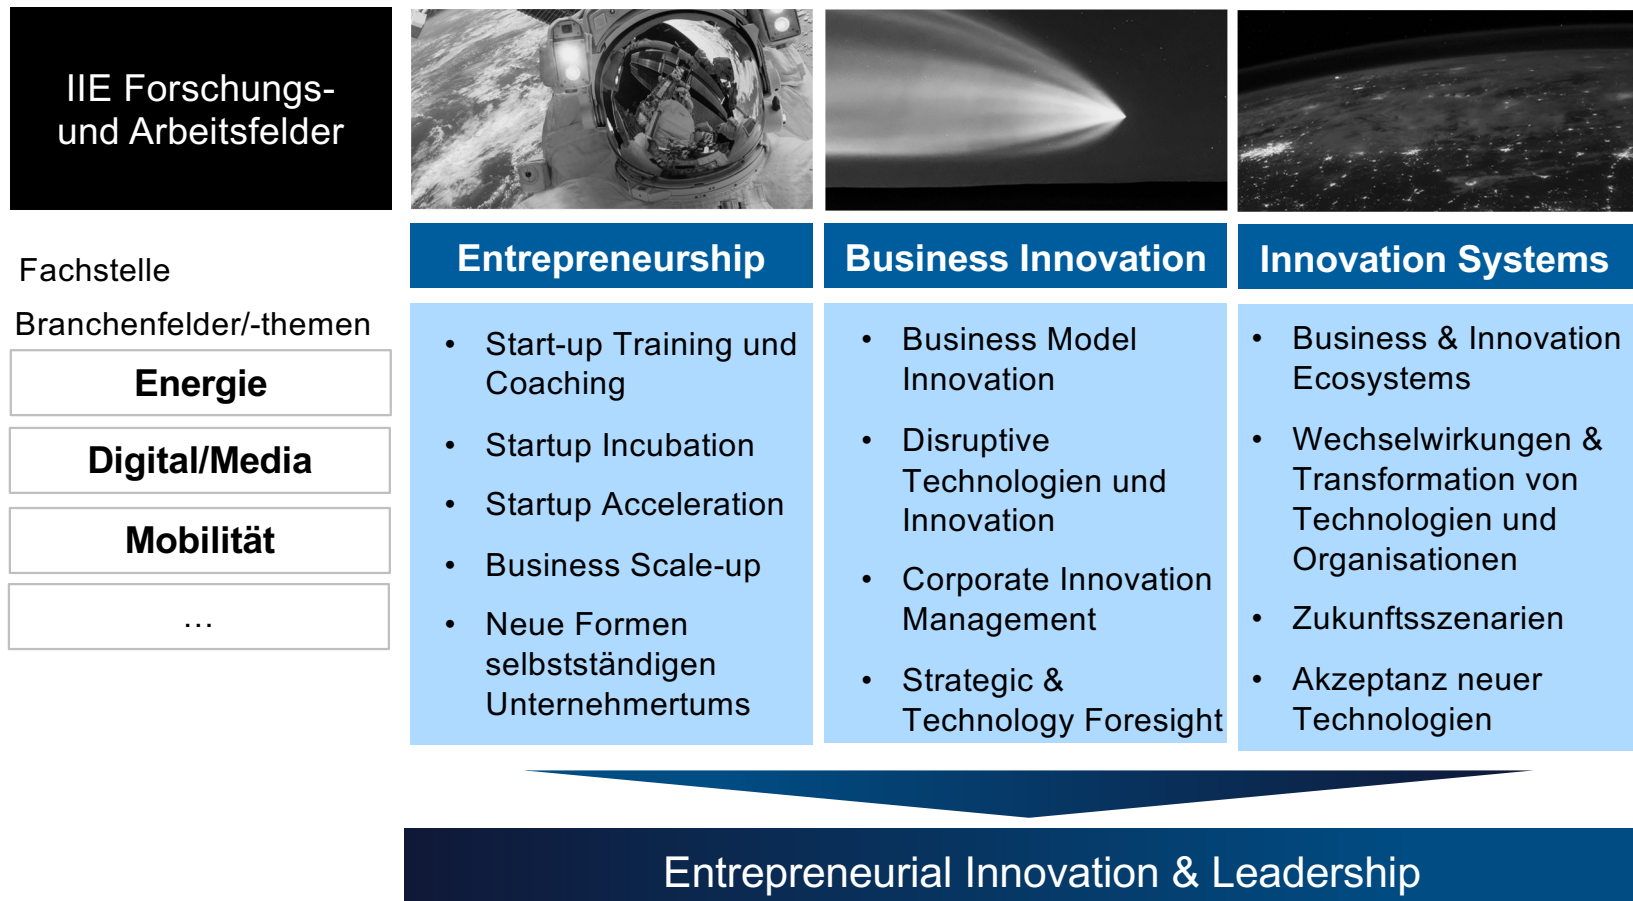 IIE Forschungs-
und Arbeitsfelder
Fachstelle
Branchenfelder/-themen
Energie
Digital/Media
Mobilität
…
Entrepreneurship
• Start-up Training und
Coaching
• Startup Incubation
• Startup Acceleration
• Business Scale-up
• Neue Formen
selbstständigen
Unternehmertums
Business Innovation
• Business Model
Innovation
• Disruptive
Technologien und
Innovation
• Corporate Innovation
Management
• Strategic &
Technology Foresight
Innovation Systems
• Business & Innovation
Ecosystems
• Wechselwirkungen &
Transformation von
Technologien und
Organisationen
• Zukunftsszenarien
• Akzeptanz neuer
Technologien
Entrepreneurial Innovation & Leadership